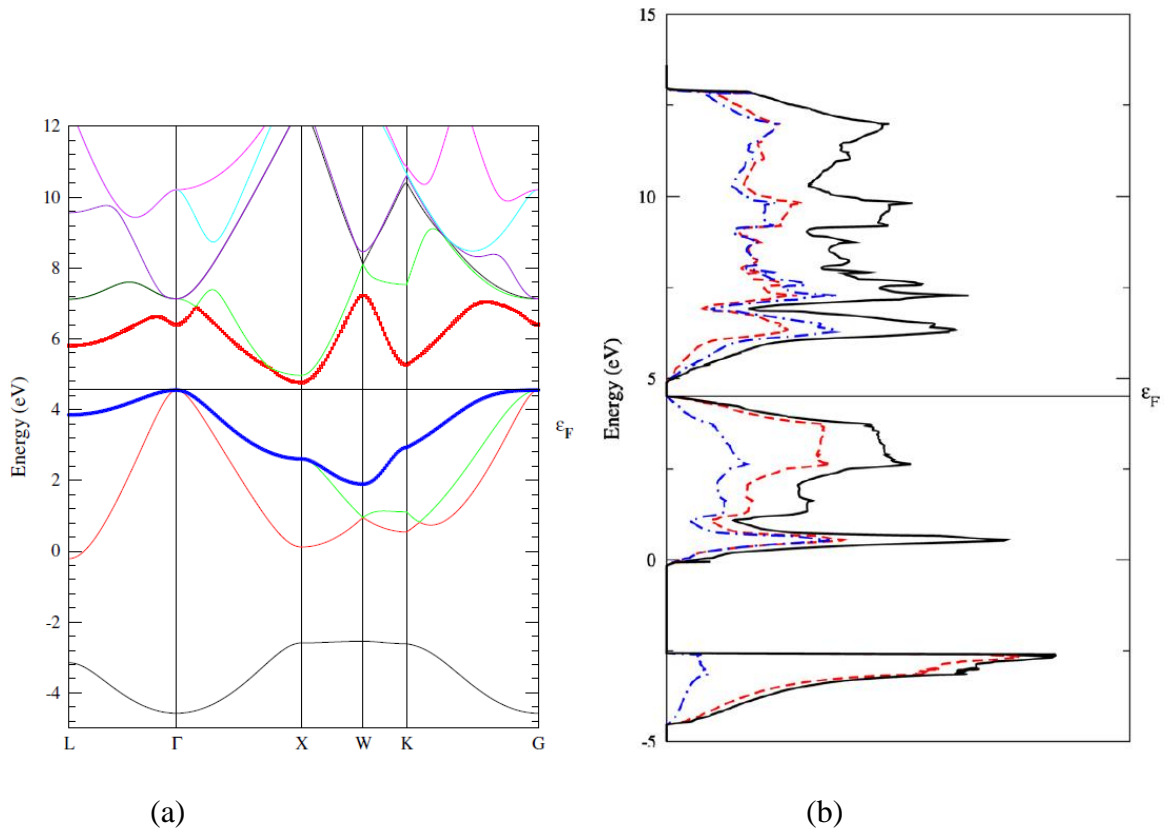 12
10
8
6
4
2
0
-2
-4
Energy (eV)
ε_F
L
Γ
X
W
K
G
(a)
15
10
5
0
-5
Energy (eV)
ε_F
(b)